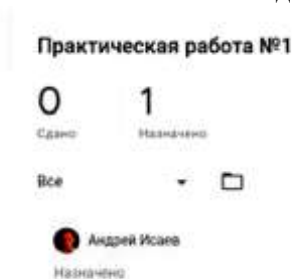 Практическая работа №1
0 1
Сдано Назначено
Все
Андрей Исаев
Назначено